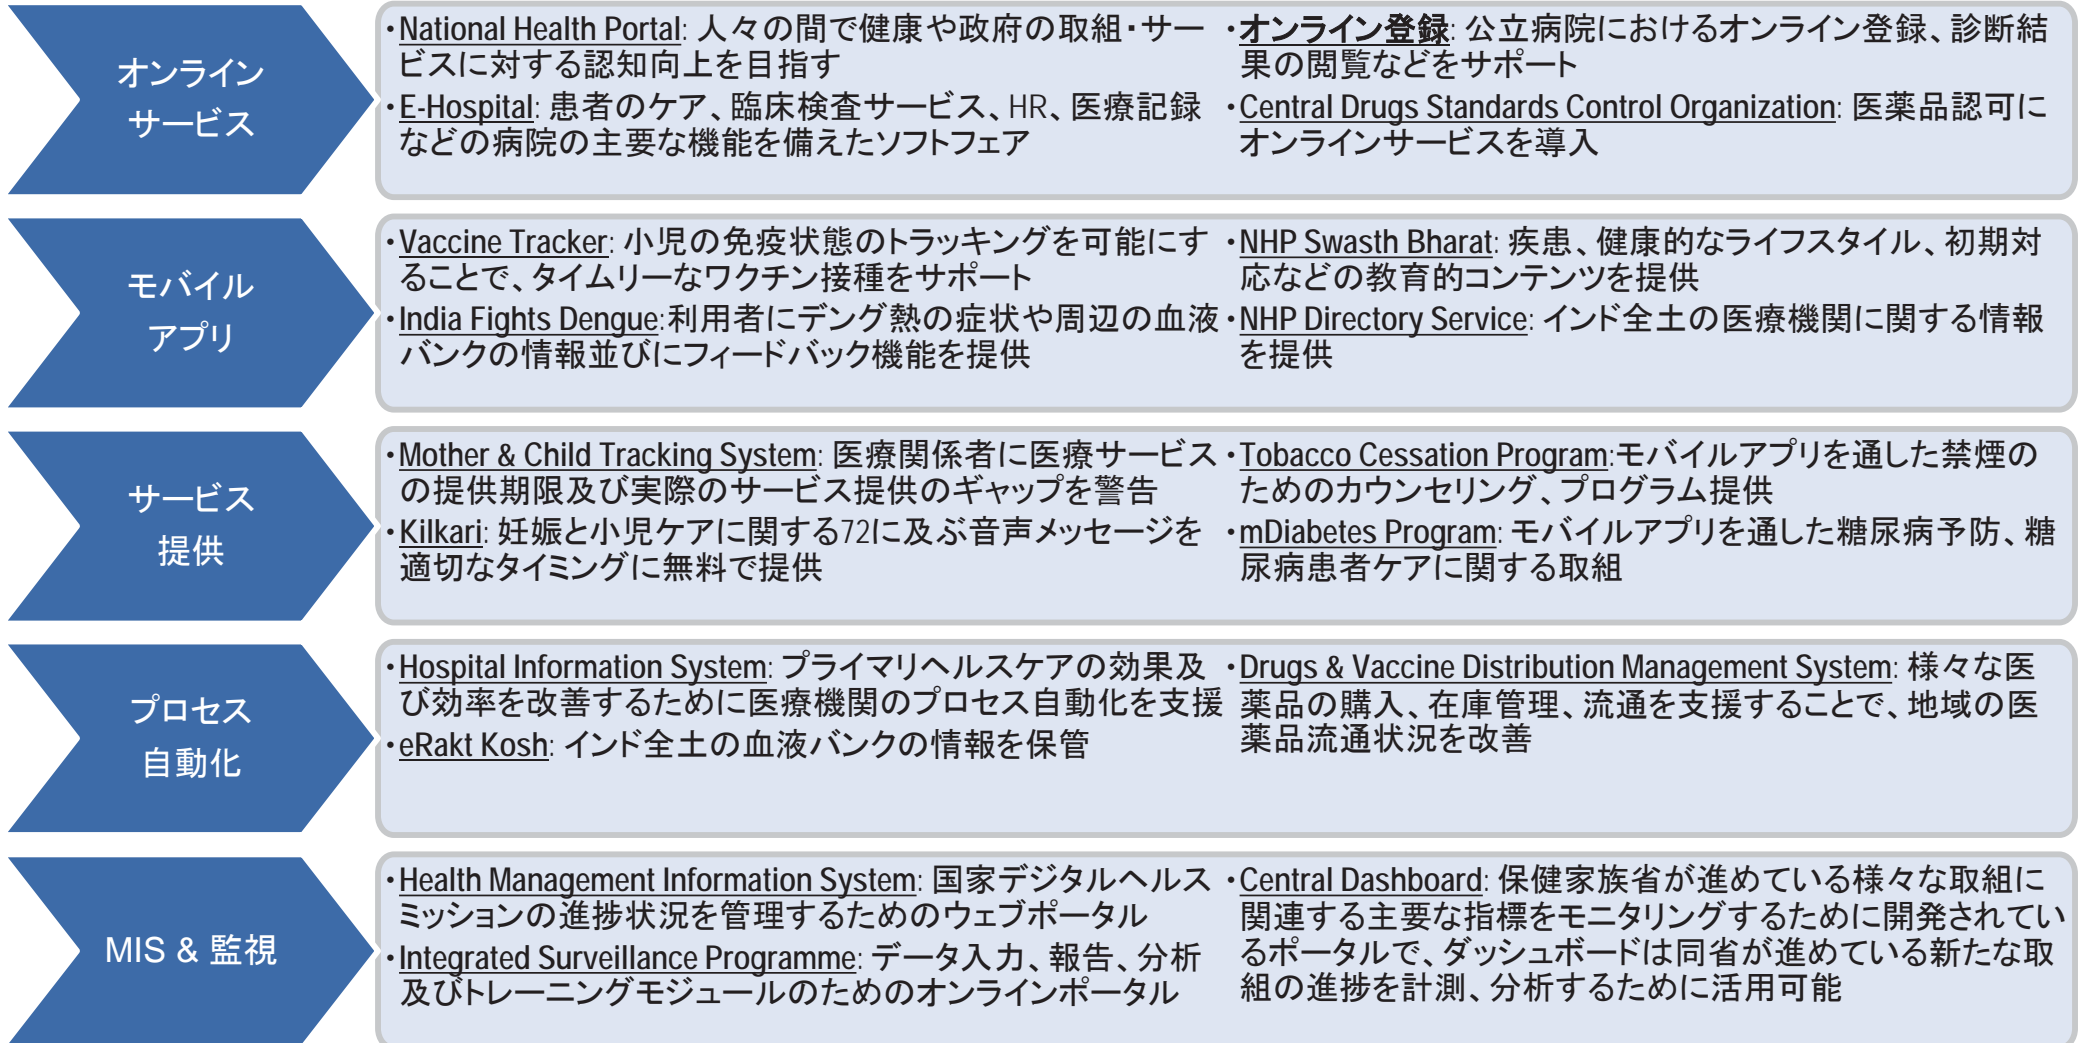 オンライン
サービス
・National Health Portal: 人々の間で健康や政府の取組・サー
ビスに対する認知向上を目指す
・E-Hospital: 患者のケア、臨床検査サービス、HR、医療記録
などの病院の主要な機能を備えたソフトフェア
・オンライン登録: 公立病院におけるオンライン登録、診断結
果の閲覧などをサポート
・Central Drugs Standards Control Organization: 医薬品認可に
オンラインサービスを導入
モバイル
アプリ
・Vaccine Tracker: 小児の免疫状態のトラッキングを可能にす
ることで、タイムリーなワクチン接種をサポート
・India Fights Dengue:利用者にデング熱の症状や周辺の血液
バンクの情報並びにフィードバック機能を提供
・NHP Swasth Bharat: 疾患、健康的なライフスタイル、初期対
応などの教育的コンテンツを提供
・NHP Directory Service: インド全土の医療機関に関する情報
を提供
サービス
提供
・Mother & Child Tracking System: 医療関係者に医療サービス
の提供期限及び実際のサービス提供のギャップを警告
・Kilkari: 妊娠と小児ケアに関する72に及ぶ音声メッセージを
適切なタイミングに無料で提供
・Tobacco Cessation Program:モバイルアプリを通した禁煙の
ためのカウンセリング、プログラム提供
・mDiabetes Program: モバイルアプリを通した糖尿病予防、糖
尿病患者ケアに関する取組
プロセス
自動化
・Hospital Information System: プライマリヘルスケアの効果及
び効率を改善するために医療機関のプロセス自動化を支援
・eRakt Kosh: インド全土の血液バンクの情報を保管
・Drugs & Vaccine Distribution Management System: 様々な医
薬品の購入、在庫管理、流通を支援することで、地域の医
薬品流通状況を改善
MIS & 監視
・Health Management Information System: 国家デジタルヘルス
ミッションの進捗状況を管理するためのウェブポータル
・Integrated Surveillance Programme: データ入力、報告、分析
及びトレーニングモジュールのためのオンラインポータル
・Central Dashboard: 保健家族省が進めている様々な取組に
関連する主要な指標をモニタリングするために開発されてい
るポータルで、ダッシュボードは同省が進めている新たな取
組の進捗を計測、分析するために活用可能